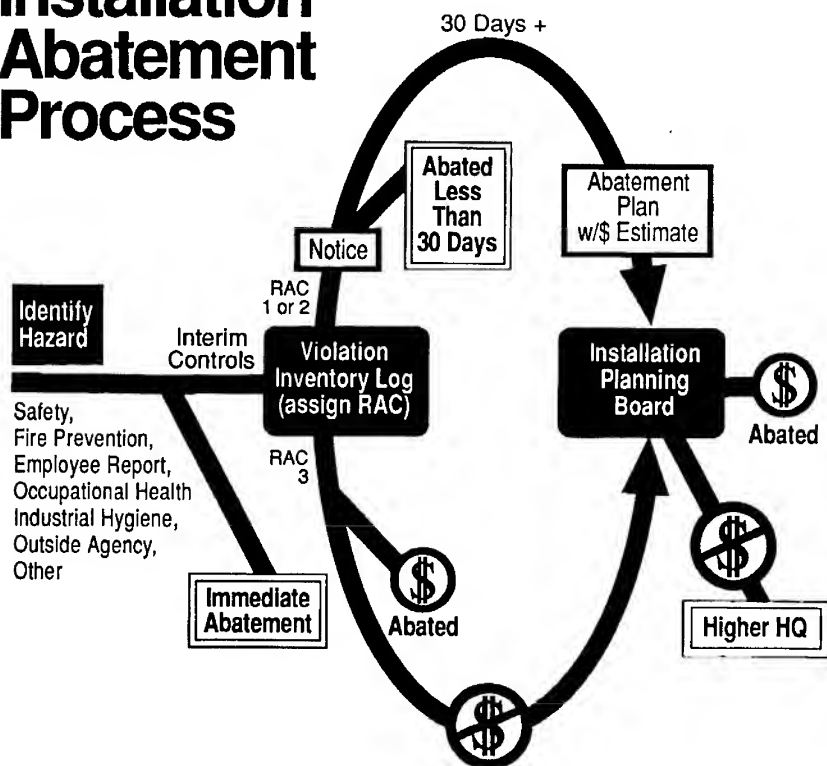 Installation
Abatement
Process
30 Days +
Abated
Less
Than
30 Days
Abatement
Plan
w/$ Estimate
Notice
RAC
1 or 2
Identify
Hazard
Interim
Controls
Violation
Inventory Log
(assign RAC)
Installation
Planning
Board
$
Abated
Safety,
Fire Prevention,
Employee Report,
Occupational Health
Industrial Hygiene,
Outside Agency,
Other
RAC
3
$
Abated
Immediate
Abatement
$
Higher HQ
$